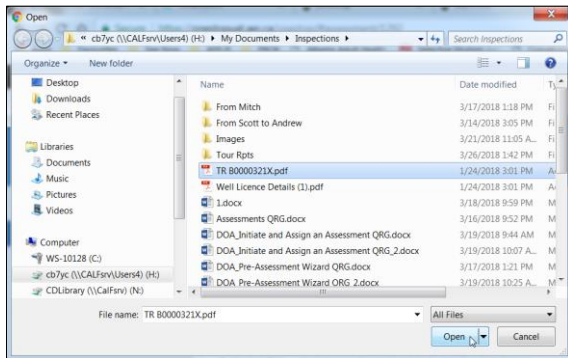 Open
« cb7yc (\\CALFsrv\Users4) (H:) ▸ My Documents ▸ Inspections ▸
Search Inspections
Organize
New folder
Desktop
Downloads
Recent Places
Libraries
Documents
Music
Pictures
Videos
Computer
WS-10128 (C:)
cb7yc (\\CALFsrv\Users4) (H:)
CDLibrary (\\CalFsrv) (N:)
Name Date modified
From Mitch 3/17/2018 1:18 PM
From Scott to Andrew 3/14/2018 3:05 PM
Images 3/21/2018 11:05 A...
Tour Rpts 3/26/2018 1:42 PM
TR B0000321X.pdf 1/24/2018 3:01 PM
Well Licence Details (1).pdf 1/24/2018 3:01 PM
1.docx 3/18/2018 9:59 PM
Assessments QRG.docx 3/16/2018 9:52 PM
DOA_Initiate and Assign an Assessment QRG.docx 3/19/2018 9:44 AM
DOA_Initiate and Assign an Assessment QRG_2.docx 3/19/2018 10:07 A...
DOA_Pre-Assessment Wizard QRG.docx 3/17/2018 1:21 PM
DOA_Pre-Assessment Wizard QRG_2.docx 3/19/2018 10:25 A...
File name: TR B0000321X.pdf
All Files
Open
Cancel